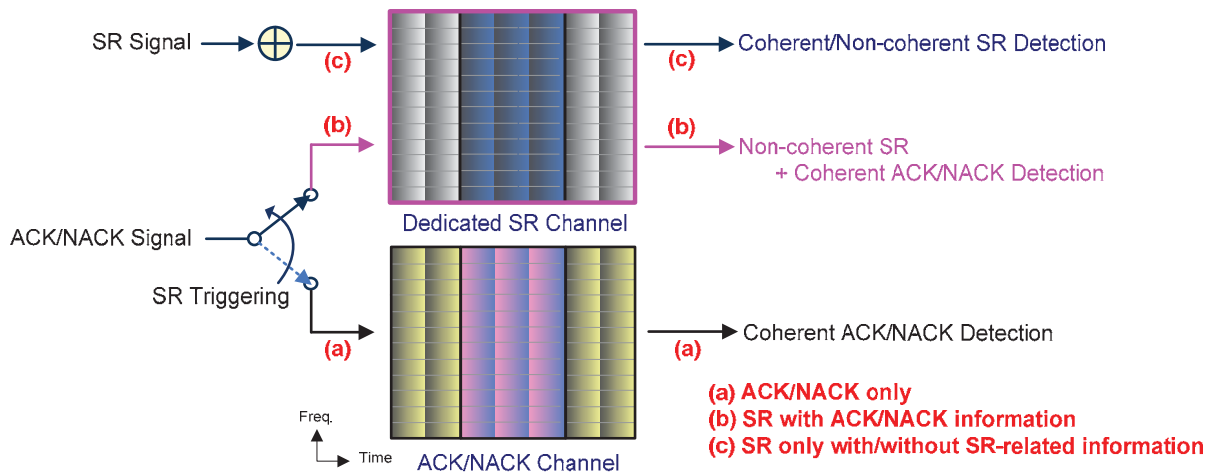 SR Signal
(c)
(c)
Coherent/Non-coherent SR Detection
(b)
(b)
Non-coherent SR
+ Coherent ACK/NACK Detection
Dedicated SR Channel
ACK/NACK Signal
SR Triggering
(a)
(a)
Coherent ACK/NACK Detection
(a) ACK/NACK only
(b) SR with ACK/NACK information
(c) SR only with/without SR-related information
Freq.
Time
ACK/NACK Channel